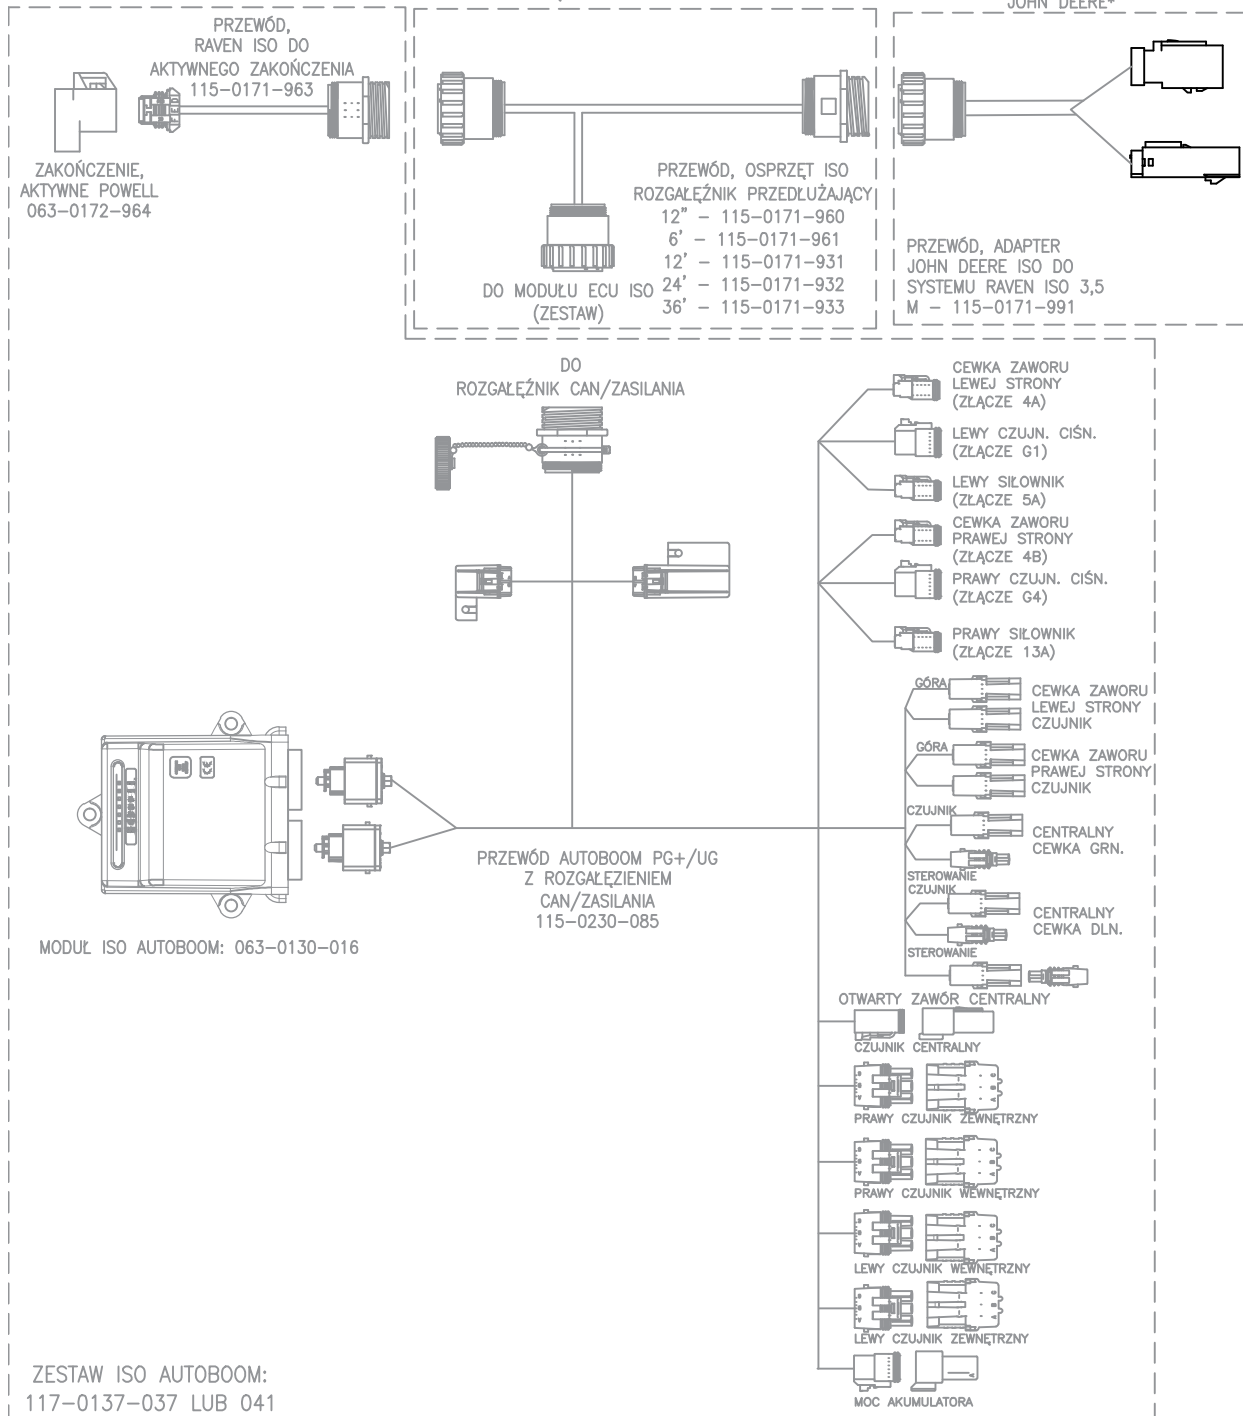 JOHN DEERE*
PRZEWÓD,
RAVEN ISO DO
AKTYWNEGO ZAKOŃCZENIA
115-0171-963
ZAKOŃCZENIE,
AKTYWNE POWELL
063-0172-964
PRZEWÓD, OSPRZĘT ISO
ROZGAŁĘŹNIK PRZEDŁUŻAJĄCY
12" - 115-0171-960
6' - 115-0171-961
12' - 115-0171-931
24' - 115-0171-932
36' - 115-0171-933
DO MODUŁU ECU ISO
(ZESTAW)
PRZEWÓD, ADAPTER
JOHN DEERE ISO DO
SYSTEMU RAVEN ISO 3,5
M - 115-0171-991
DO
ROZGAŁĘŹNIK CAN/ZASILANIA
CEWKA ZAWORU
LEWEJ STRONY
(ZŁĄCZE 4A)
LEWY CZUJN. CIŚN.
(ZŁĄCZE G1)
LEWY SIŁOWNIK
(ZŁĄCZE 5A)
CEWKA ZAWORU
PRAWEJ STRONY
(ZŁĄCZE 4B)
PRAWY CZUJN. CIŚN.
(ZŁĄCZE G4)
PRAWY SIŁOWNIK
(ZŁĄCZE 13A)
GÓRA
CEWKA ZAWORU
LEWEJ STRONY
CZUJNIK
GÓRA
CEWKA ZAWORU
PRAWEJ STRONY
CZUJNIK
CZUJNIK
CENTRALNY
CEWKA GRN.
STEROWANIE
CZUJNIK
CENTRALNY
CEWKA DLN.
STEROWANIE
PRZEWÓD AUTOBOOM PG+/UG
Z ROZGAŁĘZIENIEM
CAN/ZASILANIA
115-0230-085
MODUŁ ISO AUTOBOOM: 063-0130-016
OTWARTY ZAWÓR CENTRALNY
CZUJNIK CENTRALNY
PRAWY CZUJNIK ZEWNĘTRZNY
PRAWY CZUJNIK WEWNĘTRZNY
LEWY CZUJNIK WEWNĘTRZNY
LEWY CZUJNIK ZEWNĘTRZNY
MOC AKUMULATORA
ZESTAW ISO AUTOBOOM:
117-0137-037 LUB 041